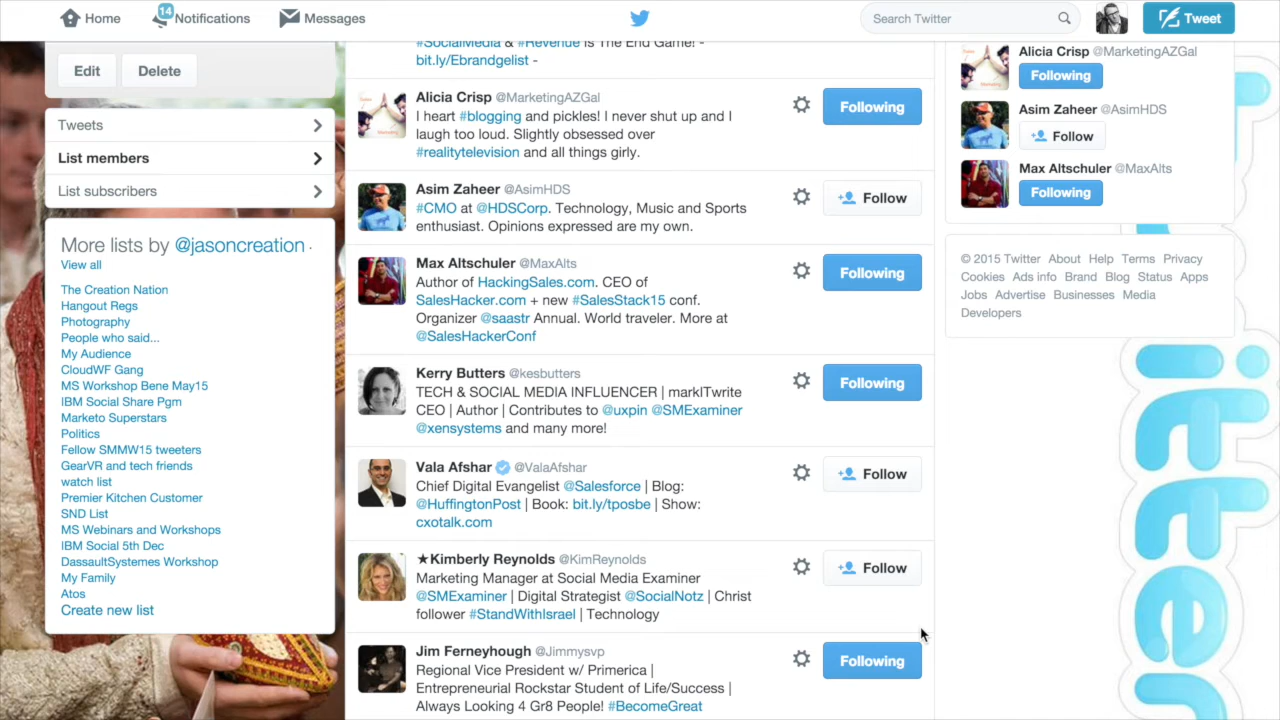 Home
14
Notifications
Messages
Search Twitter
Tweet
Edit
Delete
Tweets
List members
List subscribers
More lists by @jasoncreation ·
View all
The Creation Nation
Hangout Regs
Photography
People who said...
My Audience
CloudWF Gang
MS Workshop Bene May15
IBM Social Share Pgm
Marketo Superstars
Politics
Fellow SMMW15 tweeters
GearVR and tech friends
watch list
Premier Kitchen Customer
SND List
MS Webinars and Workshops
IBM Social 5th Dec
DassaultSystemes Workshop
My Family
Atos
Create new list
#SocialMedia & #Revenue is The End Game! -
bit.ly/Ebrandgelist -
Alicia Crisp @MarketingAZGal
I heart #blogging and pickles! I never shut up and I
laugh too loud. Slightly obsessed over
#realitytelevision and all things girly.
Following
Asim Zaheer @AsimHDS
#CMO at @HDSCorp. Technology, Music and Sports
enthusiast. Opinions expressed are my own.
Follow
Max Altschuler @MaxAlts
Author of HackingSales.com. CEO of
SalesHacker.com + new #SalesStack15 conf.
Organizer @saastr Annual. World traveler. More at
@SalesHackerConf
Following
Kerry Butters @kesbutters
TECH & SOCIAL MEDIA INFLUENCER | markITwrite
CEO | Author | Contributes to @uxpin @SMExaminer
@xensystems and many more!
Following
Vala Afshar @ValaAfshar
Chief Digital Evangelist @Salesforce | Blog:
@HuffingtonPost | Book: bit.ly/tposbe | Show:
cxotalk.com
Follow
★Kimberly Reynolds @KimReynolds
Marketing Manager at Social Media Examiner
@SMExaminer | Digital Strategist @SocialNotz | Christ
follower #StandWithIsrael | Technology
Follow
Jim Ferneyhough @Jimmysvp
Regional Vice President w/ Primerica |
Entrepreneurial Rockstar Student of Life/Success |
Always Looking 4 Gr8 People! #BecomeGreat
Following
Alicia Crisp @MarketingAZGal
Following
Asim Zaheer @AsimHDS
Follow
Max Altschuler @MaxAlts
Following
© 2015 Twitter About Help Terms Privacy
Cookies Ads info Brand Blog Status Apps
Jobs Advertise Businesses Media
Developers
itter